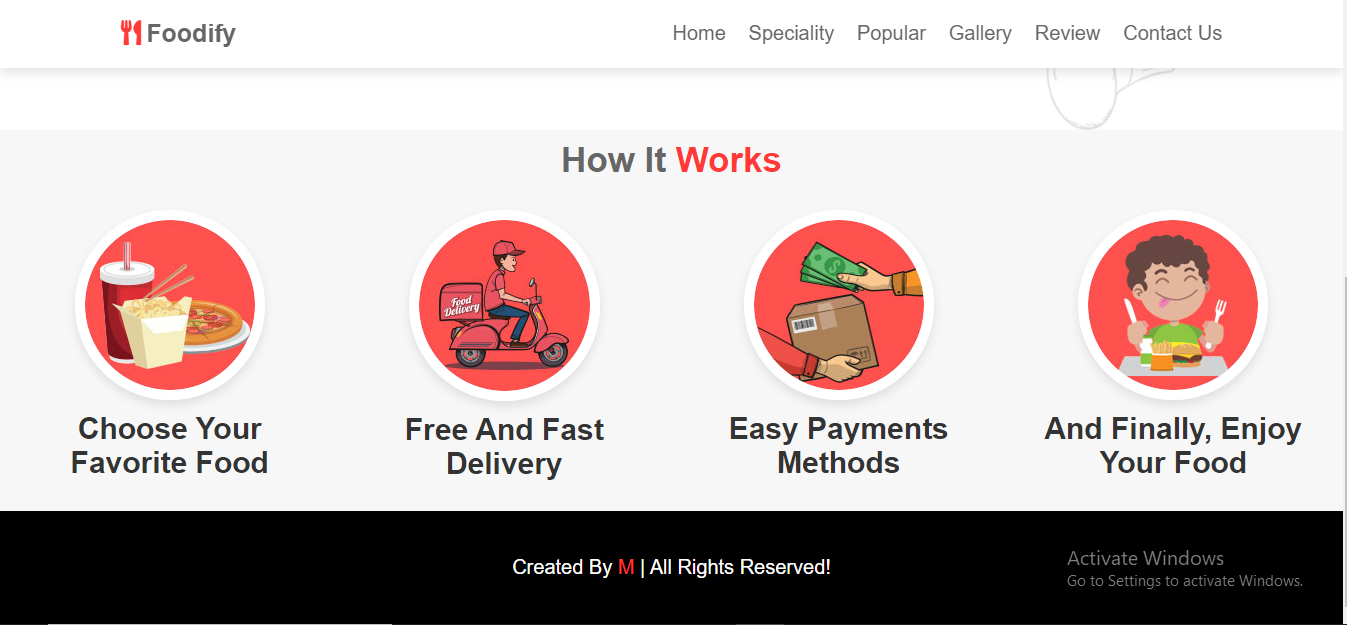 Foodify
Home Speciality Popular Gallery Review Contact Us
How It Works
Food
Delivery
Choose Your
Favorite Food
Free And Fast
Delivery
Easy Payments
Methods
And Finally, Enjoy
Your Food
Created By M | All Rights Reserved!
Activate Windows
Go to Settings to activate Windows.